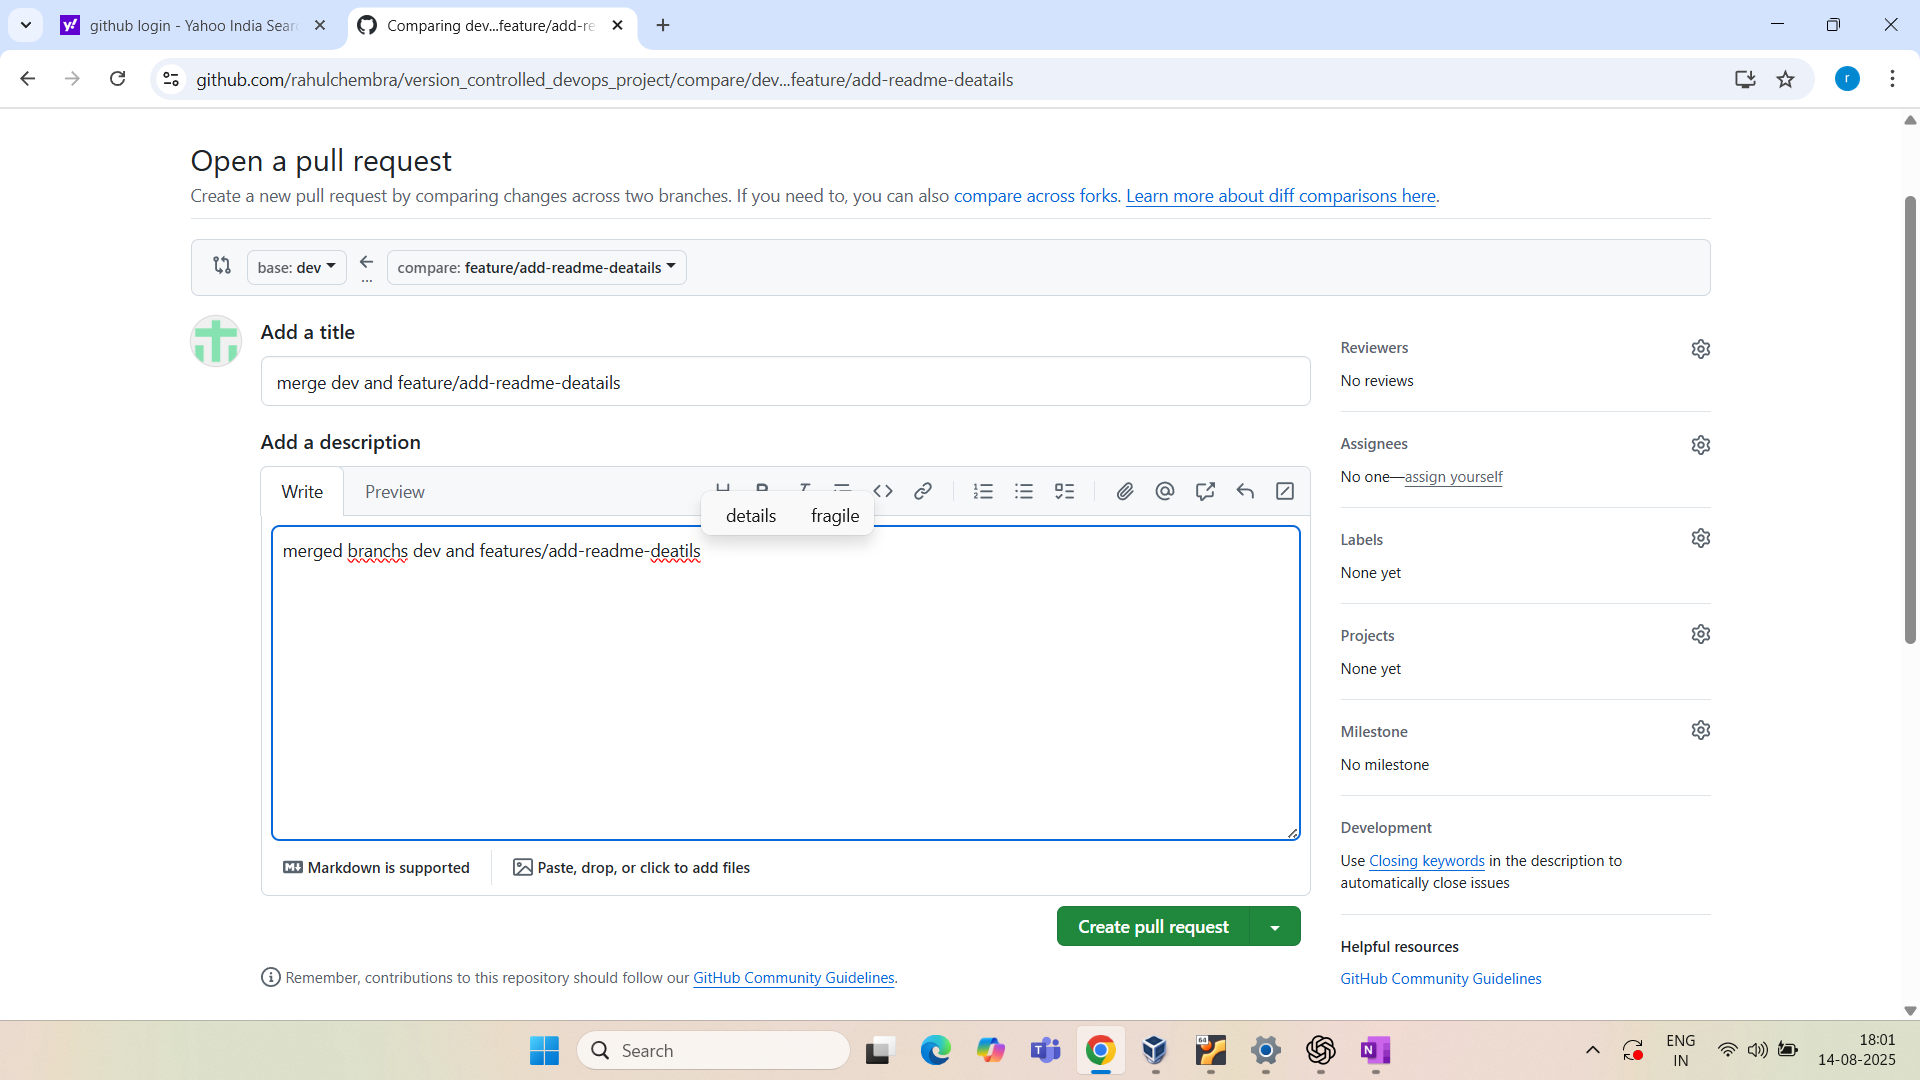 github login - Yahoo India Sear
Comparing dev...feature/add-re
github.com/rahulchembra/version_controlled_devops_project/compare/dev...feature/add-readme-deatails
r
Open a pull request
Create a new pull request by comparing changes across two branches. If you need to, you can also compare across forks. Learn more about diff comparisons here.
base: dev
...
compare: feature/add-readme-deatails
Add a title
merge dev and feature/add-readme-deatails
Add a description
Write
Preview
details
fragile
merged branchs dev and features/add-readme-deatils
Markdown is supported
Paste, drop, or click to add files
Create pull request
Remember, contributions to this repository should follow our GitHub Community Guidelines.
Reviewers
No reviews
Assignees
No one—assign yourself
Labels
None yet
Projects
None yet
Milestone
No milestone
Development
Use Closing keywords in the description to
automatically close issues
Helpful resources
GitHub Community Guidelines
Search
64
ENG
IN
18:01
14-08-2025